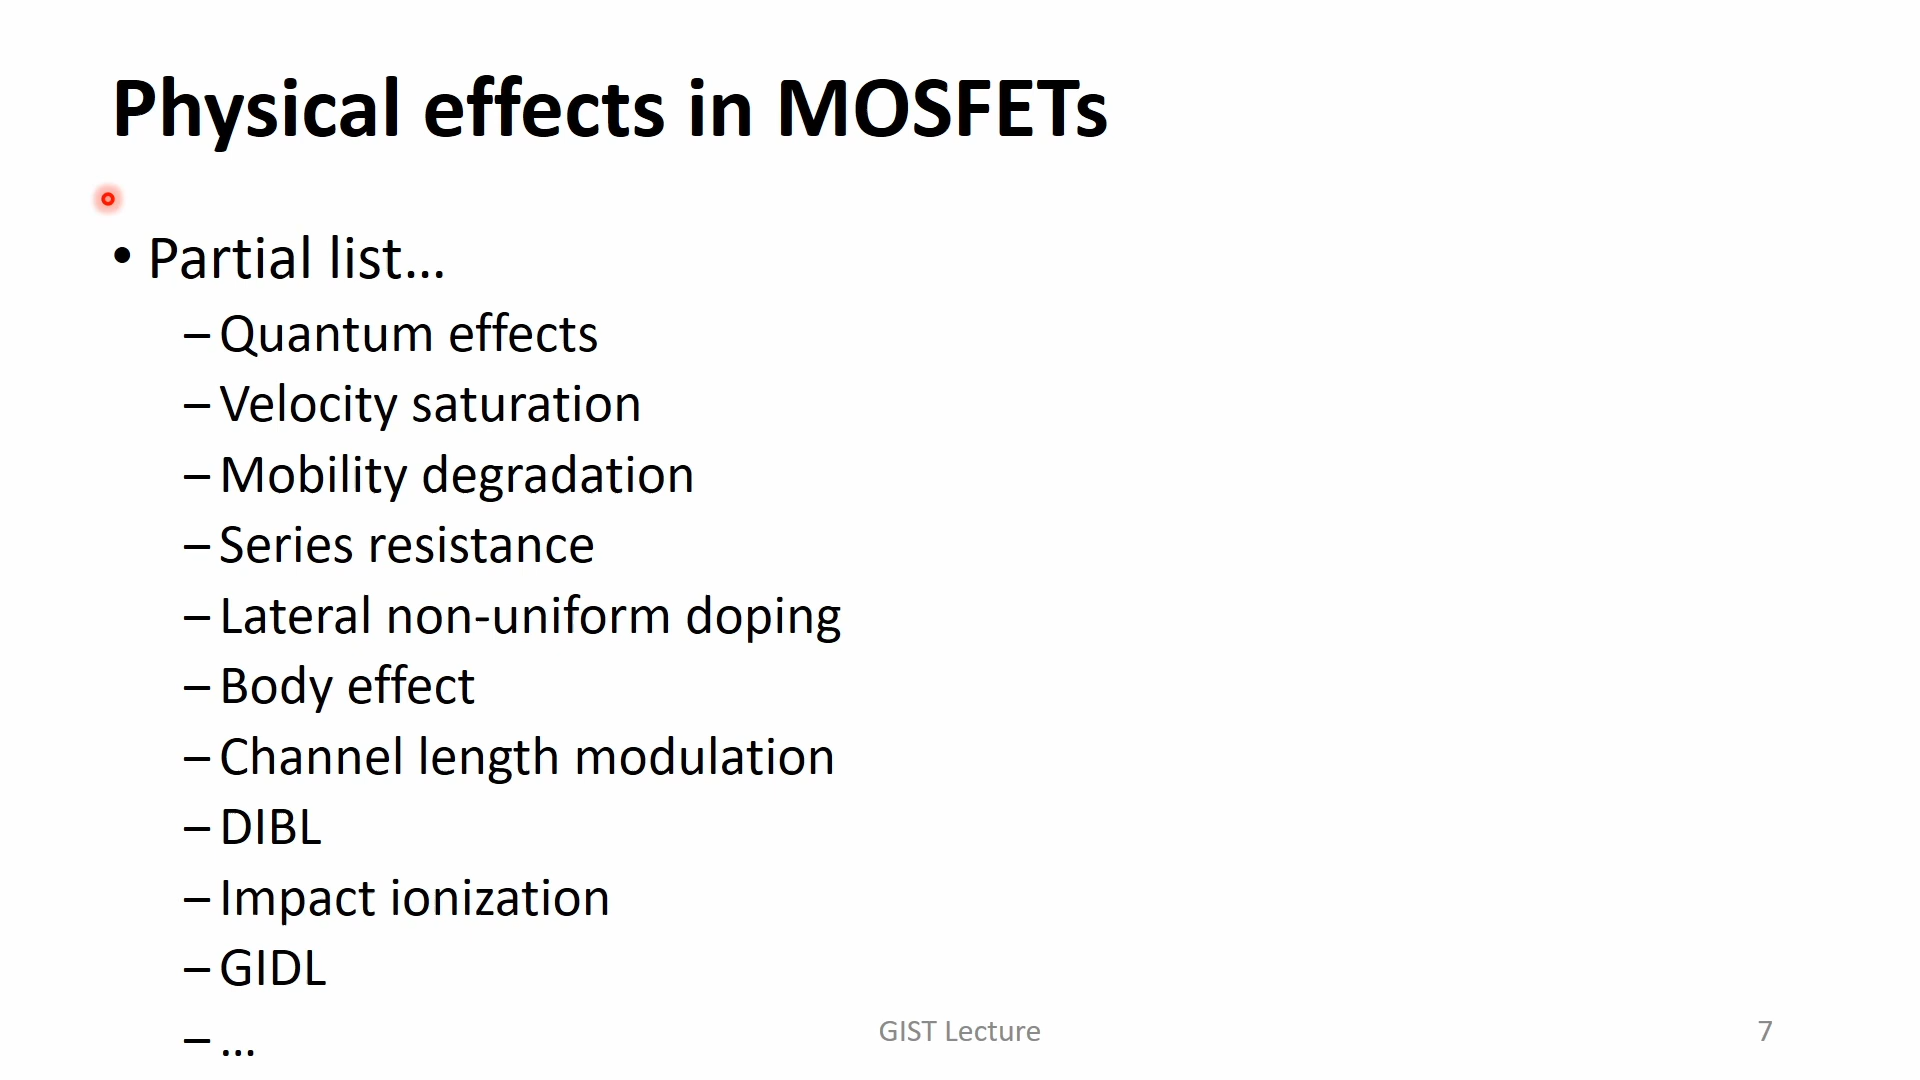 Physical effects in MOSFETs
• Partial list…
– Quantum effects
– Velocity saturation
– Mobility degradation
– Series resistance
– Lateral non-uniform doping
– Body effect
– Channel length modulation
– DIBL
– Impact ionization
– GIDL
– …
GIST Lecture
7